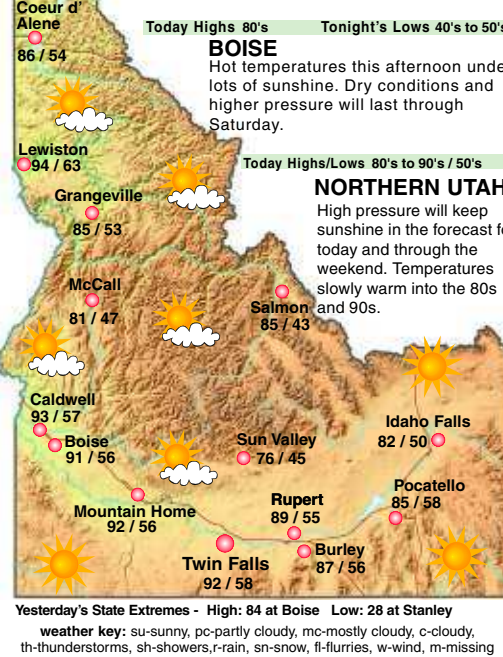 Coeur d'
Alene
86 / 54
Today Highs 80's Tonight's Lows 40's to 50's
BOISE
Hot temperatures this afternoon unde
lots of sunshine. Dry conditions and
higher pressure will last through
Saturday.
Lewiston
94 / 63
Today Highs/Lows 80's to 90's / 50's
NORTHERN UTAH
High pressure will keep
sunshine in the forecast f
today and through the
weekend. Temperatures
slowly warm into the 80s
and 90s.
Grangeville
85 / 53
McCall
81 / 47
Salmon
85 / 43
Caldwell
93 / 57
Boise
91 / 56
Sun Valley
76 / 45
Idaho Falls
82 / 50
Mountain Home
92 / 56
Rupert
89 / 55
Pocatello
85 / 58
Twin Falls
92 / 58
Burley
87 / 56
Yesterday's State Extremes - High: 84 at Boise Low: 28 at Stanley
weather key: su-sunny, pc-partly cloudy, mc-mostly cloudy, c-cloudy,
th-thunderstorms, sh-showers,r-rain, sn-snow, fl-flurries, w-wind, m-missing